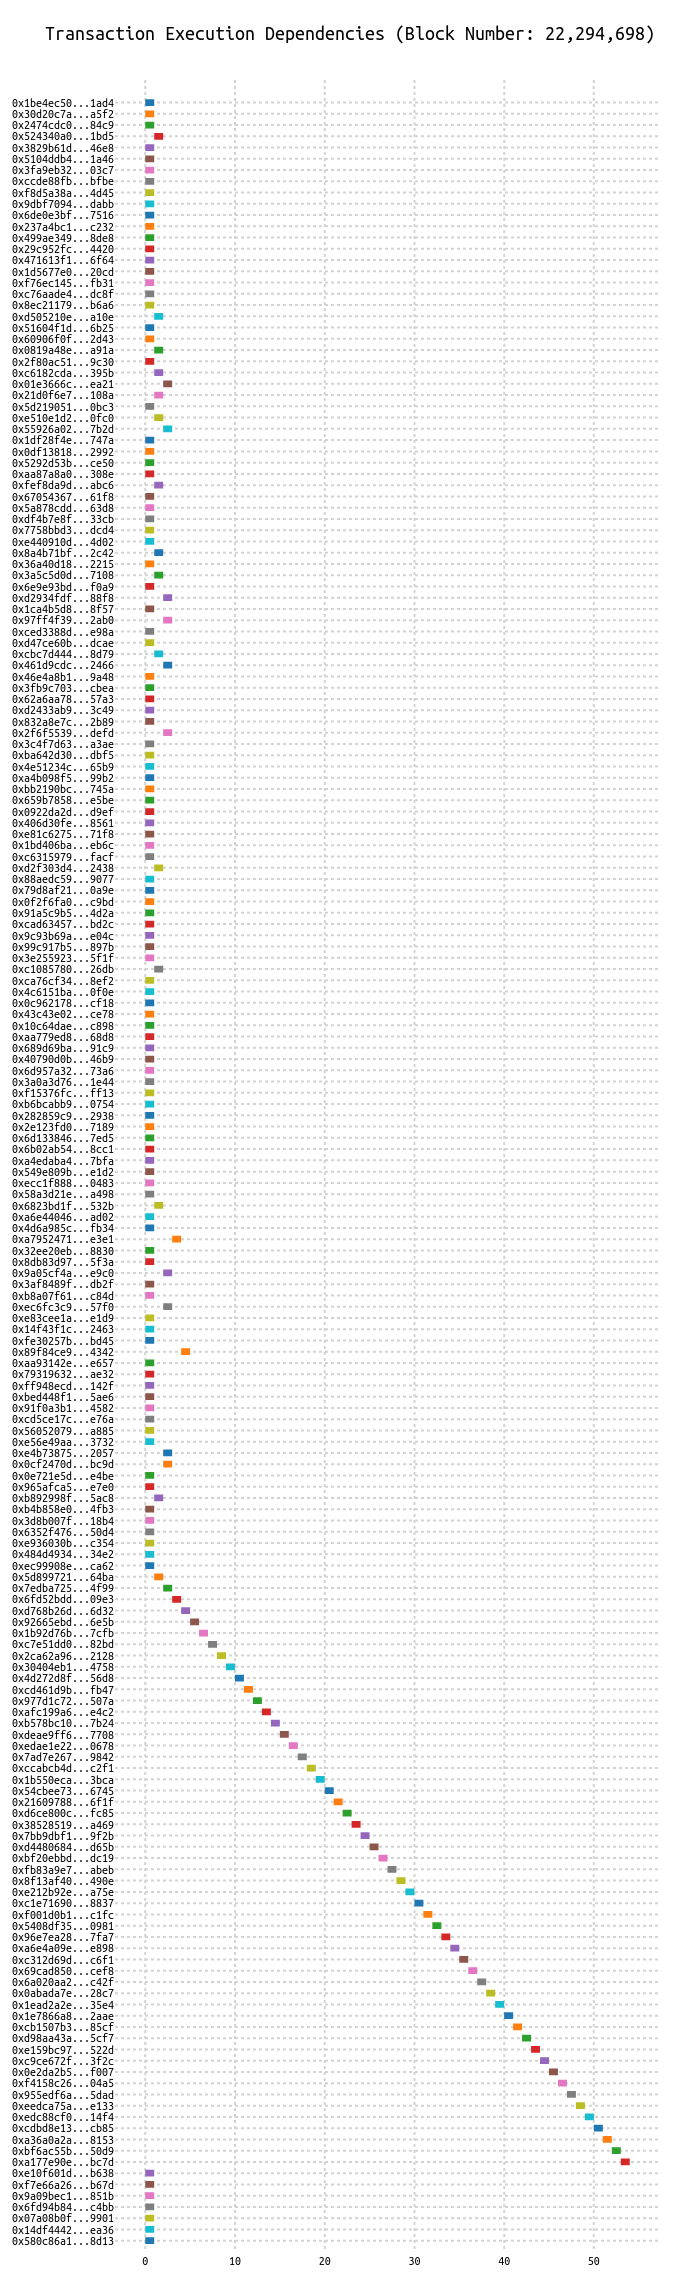 Transaction Execution Dependencies (Block Number: 22,294,698)
0x1be4ec50...1ad4
0x30d20c7a...a5f2
0x2474cdc0...84c9
0x524340a0...1bd5
0x3829b61d...46e8
0x5104ddb4...1a46
0x3fa9eb32...03c7
0xccde88fb...bfbe
0xf8d5a38a...4d45
0x9dbf7094...dabb
0x6de0e3bf...7516
0x237a4bc1...c232
0x499ae349...8de8
0x29c952fc...4420
0x471613f1...6f64
0x1d5677e0...20cd
0xf76ec145...fb31
0xc76aade4...dc8f
0x8ec21179...b6a6
0xd505210e...a10e
0x51604f1d...6b25
0x60906f0f...2d43
0x0819a48e...a91a
0x2f80ac51...9c30
0xc6182cda...395b
0x01e3666c...ea21
0x21d0f6e7...108a
0x5d219051...0bc3
0xe510e1d2...0fc0
0x55926a02...7b2d
0x1df28f4e...747a
0x0df13818...2992
0x5292d53b...ce50
0xaa87a8a0...308e
0xfef8da9d...abc6
0x67054367...61f8
0x5a878cdd...63d8
0xdf4b7e8f...33cb
0x7758bbd3...dcd4
0xe440910d...4d02
0x8a4b71bf...2c42
0x36a40d18...2215
0x3a5c5d0d...7108
0x6e9e93bd...f0a9
0xd2934fdf...88f8
0x1ca4b5d8...8f57
0x97ff4f39...2ab0
0xced3388d...e98a
0xd47ce60b...dcae
0xcbc7d444...8d79
0x461d9cdc...2466
0x46e4a8b1...9a48
0x3fb9c703...cbea
0x62a6aa78...57a3
0xd2433ab9...3c49
0x832a8e7c...2b89
0x2f6f5539...defd
0x3c4f7d63...a3ae
0xba642d30...dbf5
0x4e51234c...65b9
0xa4b098f5...99b2
0xbb2190bc...745a
0x659b7858...e5be
0x0922da2d...d9ef
0x406d30fe...8561
0xe81c6275...71f8
0x1bd406ba...eb6c
0xc6315979...facf
0xd2f303d4...2438
0x88aedc59...9077
0x79d8af21...0a9e
0x0f2f6fa0...c9bd
0x91a5c9b5...4d2a
0xcad63457...bd2c
0x9c93b69a...e04c
0x99c917b5...897b
0x3e255923...5f1f
0xc1085780...26db
0xca76cf34...8ef2
0x4c6151ba...0f0e
0x0c962178...cf18
0x43c43e02...ce78
0x10c64dae...c898
0xaa779ed8...68d8
0x689d69ba...91c9
0x40790d0b...46b9
0x6d957a32...73a6
0x3a0a3d76...1e44
0xf15376fc...ff13
0xb6bcabb9...0754
0x282859c9...2938
0x2e123fd0...7189
0x6d133846...7ed5
0x6b02ab54...8cc1
0xa4edaba4...7bfa
0x549e809b...e1d2
0xecc1f888...0483
0x58a3d21e...a498
0x6823bd1f...532b
0xa6e44046...ad02
0x4d6a985c...fb34
0xa7952471...e3e1
0x32ee20eb...8830
0x8db83d97...5f3a
0x9a05cf4a...e9c0
0x3af8489f...db2f
0xb8a07f61...c84d
0xec6fc3c9...57f0
0xe83cee1a...e1d9
0x14f43f1c...2463
0xfe30257b...bd45
0x89f84ce9...4342
0xaa93142e...e657
0x79319632...ae32
0xff948ecd...142f
0xbed448f1...5ae6
0x91f0a3b1...4582
0xcd5ce17c...e76a
0x56052079...a885
0xe56e49aa...3732
0xe4b73875...2057
0x0cf2470d...bc9d
0x0e721e5d...e4be
0x965afca5...e7e0
0xb892998f...5ac8
0xb4b858e0...4fb3
0x3d8b007f...18b4
0x6352f476...50d4
0xe936030b...c354
0x484d4934...34e2
0xec99908e...ca62
0x5d899721...64ba
0x7edba725...4f99
0x6fd52bdd...09e3
0xd768b26d...6d32
0x92665ebd...6e5b
0x1b92d76b...7cfb
0xc7e51dd0...82bd
0x2ca62a96...2128
0x30404eb1...4758
0x4d272d8f...56d8
0xcd461d9b...fb47
0x977d1c72...507a
0xafc199a6...e4c2
0xb578bc10...7b24
0xdeae9ff6...7708
0xedae1e22...0678
0x7ad7e267...9842
0xccabcb4d...c2f1
0x1b550eca...3bca
0x54cbee73...6745
0x21609788...6f1f
0xd6ce800c...fc85
0x38528519...a469
0x7bb9dbf1...9f2b
0xd4480684...d65b
0xbf20ebbd...dc19
0xfb83a9e7...abeb
0x8f13af40...490e
0xe212b92e...a75e
0xc1e71690...8837
0xf001d0b1...c1fc
0x5408df35...0981
0x96e7ea28...7fa7
0xa6e4a09e...e898
0xc312d69d...c6f1
0x69cad850...cef8
0x6a020aa2...c42f
0x0abada7e...28c7
0x1ead2a2e...35e4
0x1e7866a8...2aae
0xcb1507b3...85cf
0xd98aa43a...5cf7
0xe159bc97...522d
0xc9ce672f...3f2c
0x0e2da2b5...f007
0xf4158c26...04a5
0x955edf6a...5dad
0xeedca75a...e133
0xedc88cf0...14f4
0xcdbd8e13...cb85
0xa36a0a2a...8153
0xbf6ac55b...50d9
0xa177e90e...bc7d
0xe10f601d...b638
0xf7e66a26...b67d
0x9a09bec1...851b
0x6fd94b84...c4bb
0x07a08b0f...9901
0x14df4442...ea36
0x580c86a1...8d13
0 10 20 30 40 50